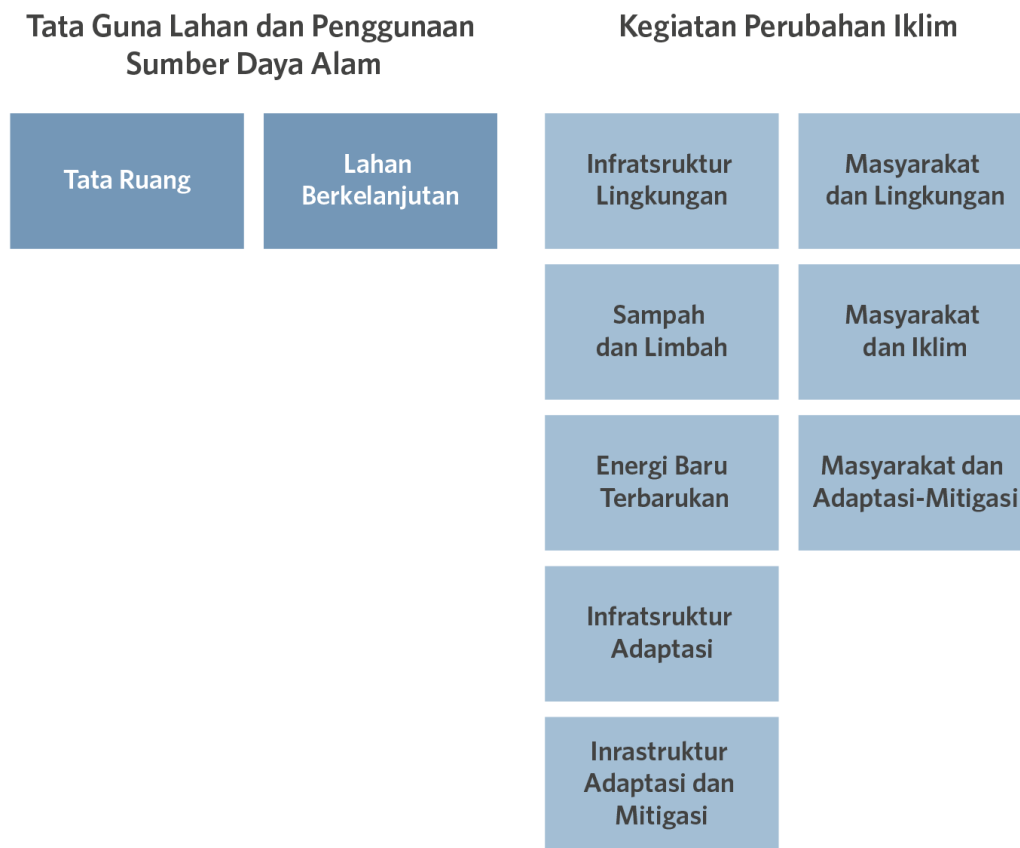 Tata Guna Lahan dan Penggunaan
Sumber Daya Alam
Tata Ruang
Lahan
Berkelanjutan
Kegiatan Perubahan Iklim
Infratsruktur
Lingkungan
Masyarakat
dan Lingkungan
Sampah
dan Limbah
Masyarakat
dan Iklim
Energi Baru
Terbarukan
Masyarakat dan
Adaptasi-Mitigasi
Infratsruktur
Adaptasi
Inrastruktur
Adaptasi dan
Mitigasi